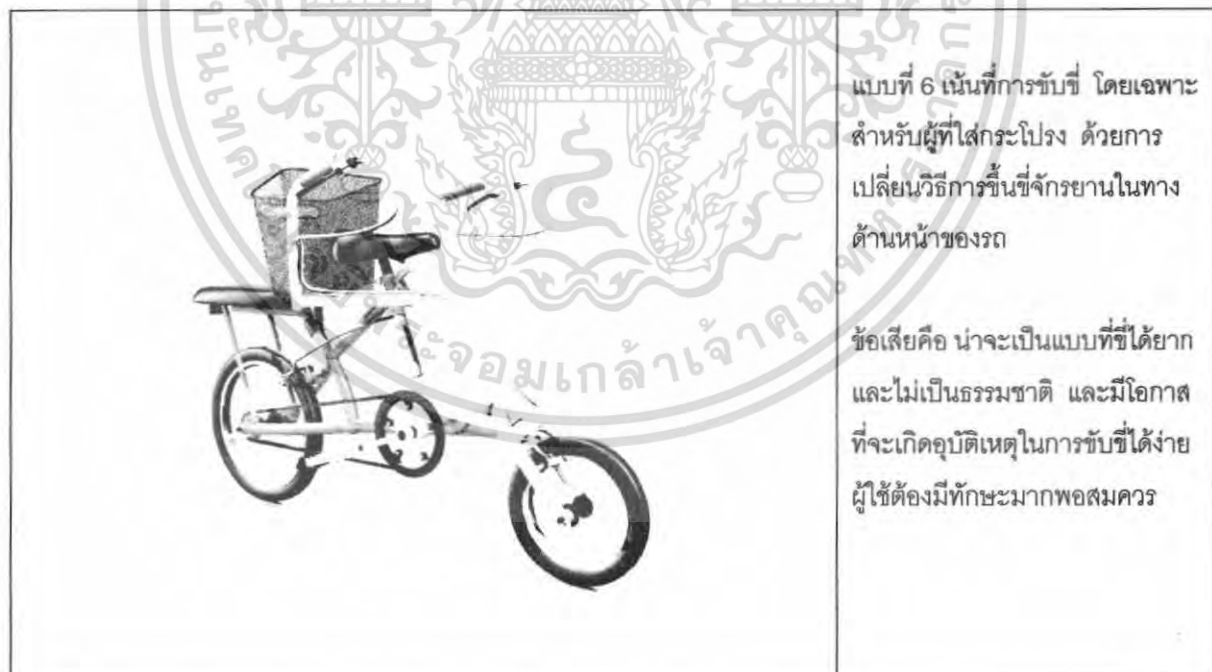 แบบที่ 6 เน้นที่การขับขี่ โดยเฉพาะ
สำหรับผู้ที่ใส่กระโปรง ด้วยการ
เปลี่ยนวิธีการขึ้นขี่จักรยานในทาง
ด้านหน้าของรถ
ข้อเสียคือ น่าจะเป็นแบบที่ขี่ได้ยาก
และไม่เป็นธรรมชาติ และมีโอกาส
ที่จะเกิดอุบัติเหตุในการขับขี่ได้ง่าย
ผู้ใช้ต้องมีทักษะมากพอสมควร